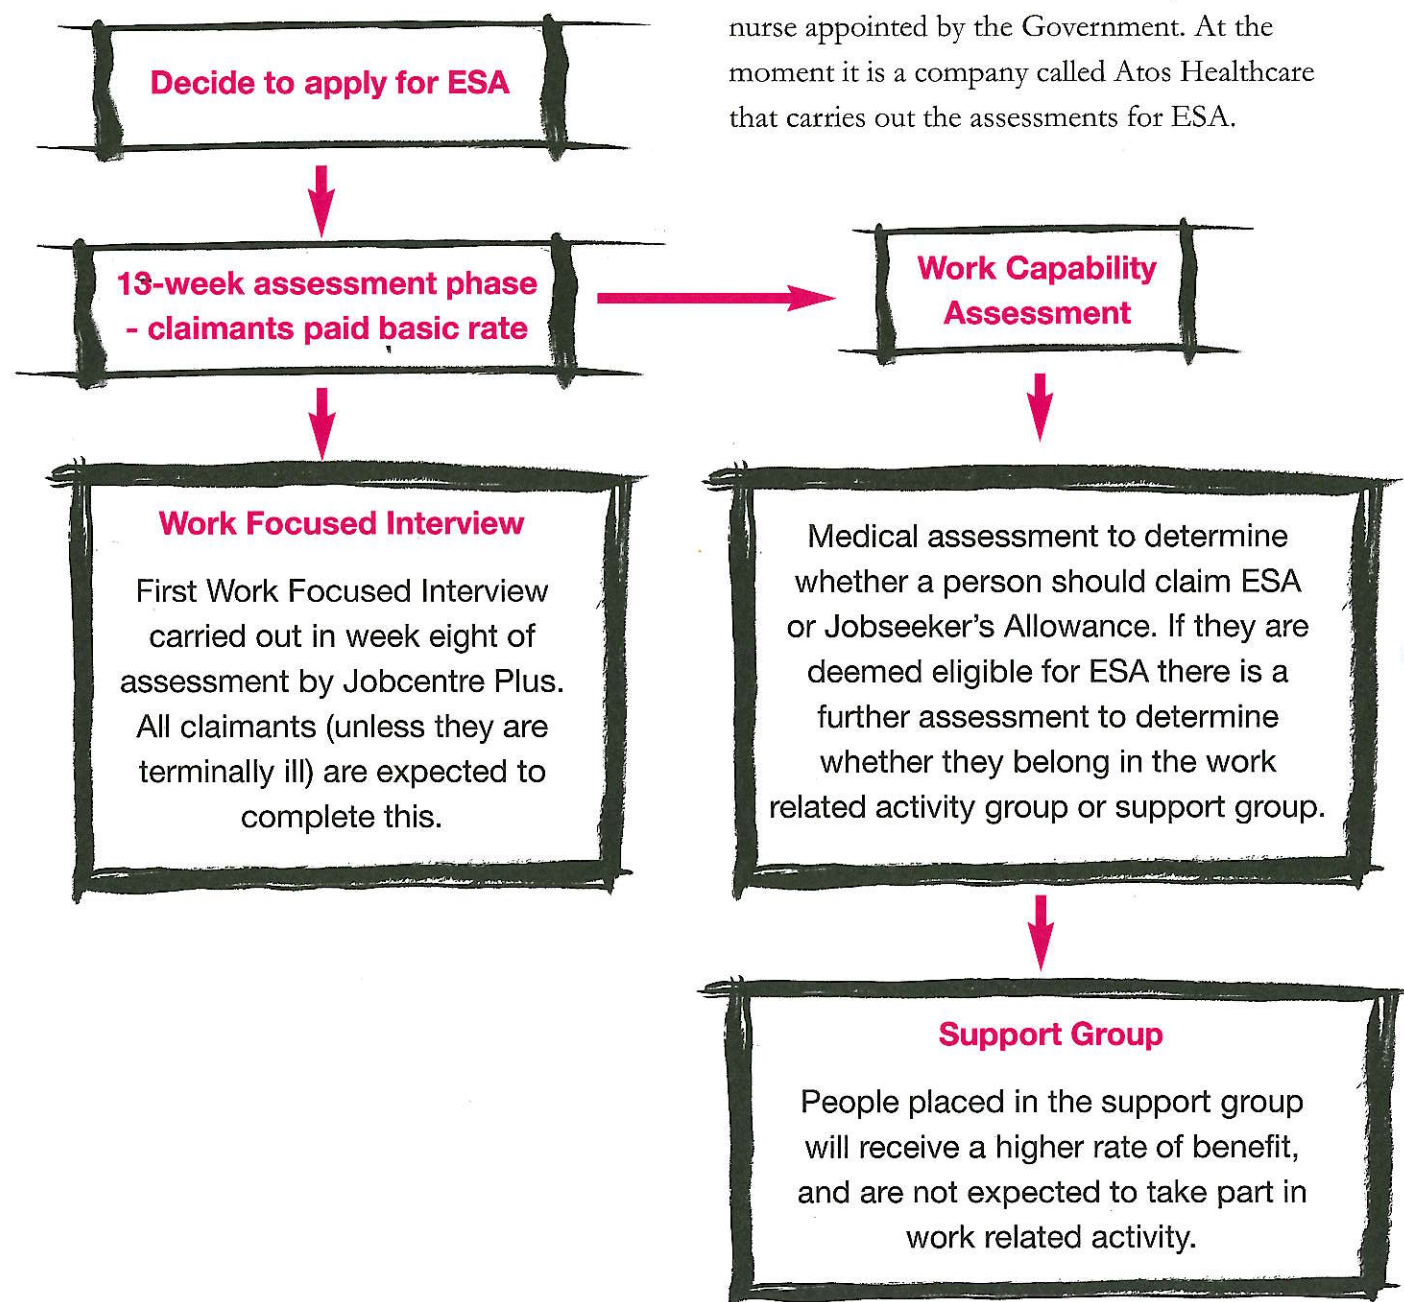 nurse appointed by the Government. At the
moment it is a company called Atos Healthcare
that carries out the assessments for ESA.
Decide to apply for ESA
13-week assessment phase
- claimants paid basic rate
Work Capability
Assessment
Work Focused Interview
First Work Focused Interview
carried out in week eight of
assessment by Jobcentre Plus.
All claimants (unless they are
terminally ill) are expected to
complete this.
Medical assessment to determine
whether a person should claim ESA
or Jobseeker's Allowance. If they are
deemed eligible for ESA there is a
further assessment to determine
whether they belong in the work
related activity group or support group.
Support Group
People placed in the support group
will receive a higher rate of benefit,
and are not expected to take part in
work related activity.